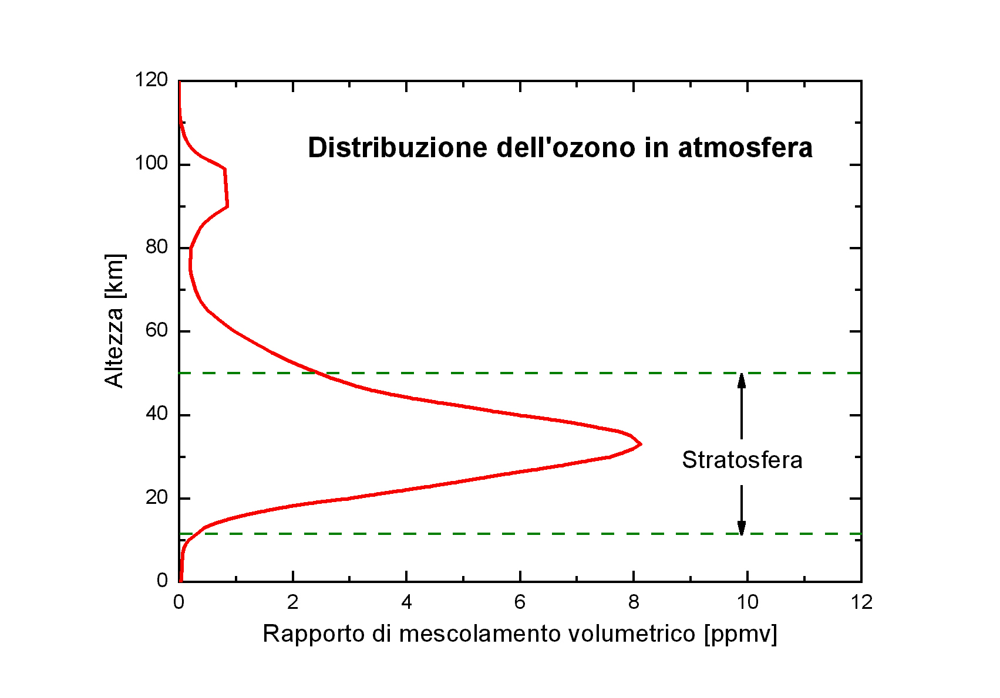 Distribuzione dell'ozono in atmosfera
120
100
80
60
40
20
0
Altezza [km]
Stratosfera
0 2 4 6 8 10 12
Rapporto di mescolamento volumetrico [ppmv]